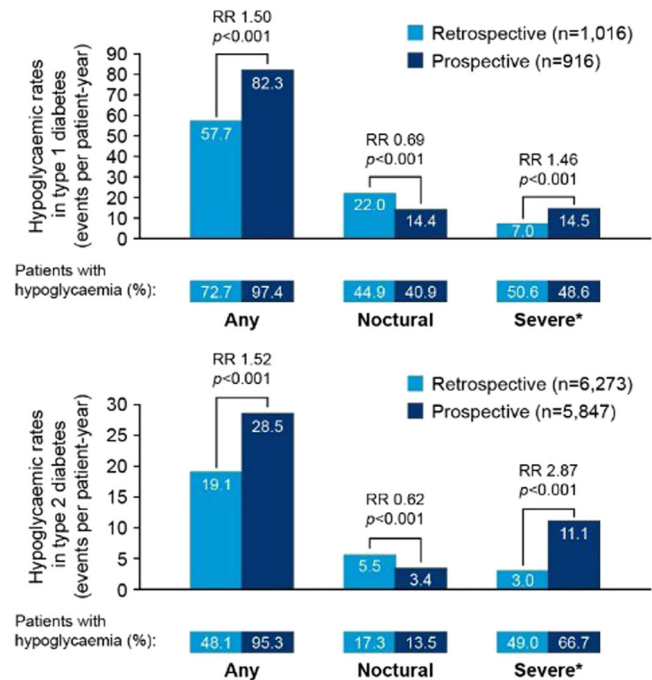 RR 1.50
p<0.001
Retrospective (n=1,016)
Prospective (n=916)
Hypoglycaemic rates
in type 1 diabetes
(events per patient-year)
90
80
70
60
50
40
30
20
10
0
57.7
82.3
RR 0.69
p<0.001
22.0
14.4
RR 1.46
p<0.001
7.0
14.5
Patients with
hypoglycaemia (%):
72.7 97.4 44.9 40.9 50.6 48.6
Any Noctural Severe*
RR 1.52
p<0.001
Retrospective (n=6,273)
Prospective (n=5,847)
Hypoglycaemic rates
in type 2 diabetes
(events per patient-year)
30
25
20
15
10
5
0
19.1
28.5
RR 0.62
p<0.001
5.5
3.4
RR 2.87
p<0.001
3.0
11.1
Patients with
hypoglycaemia (%):
48.1 95.3 17.3 13.5 49.0 66.7
Any Noctural Severe*